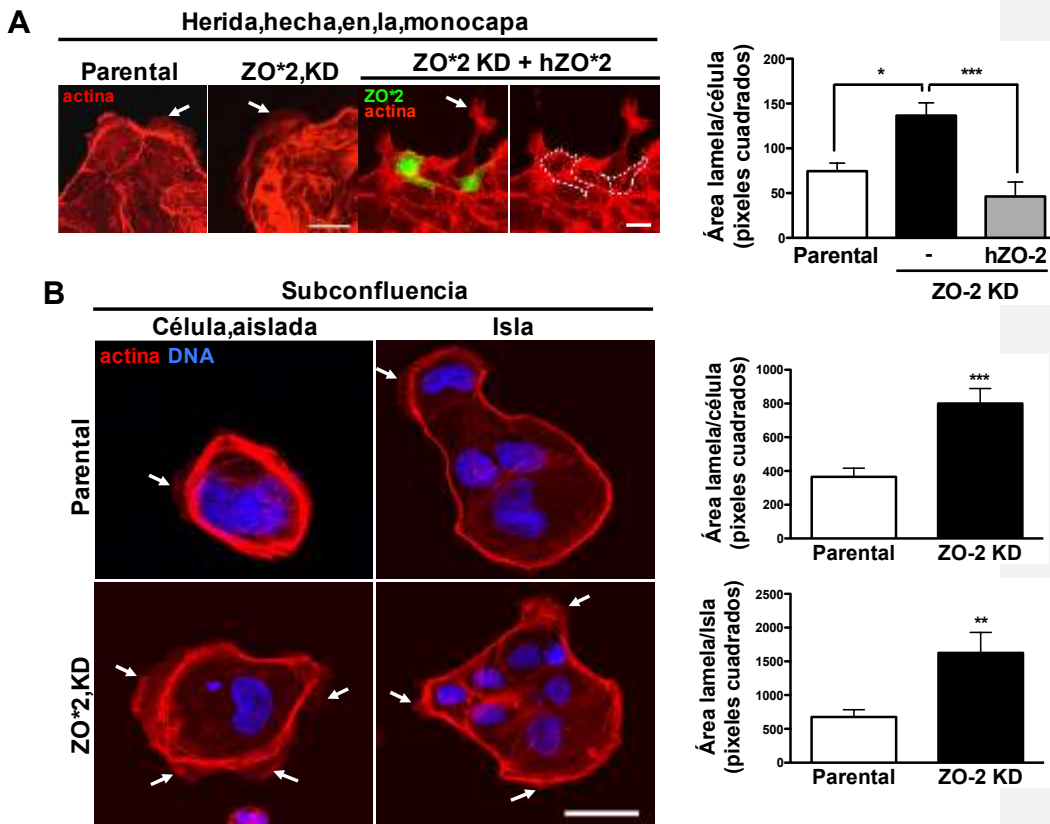 A
Herida,hecha,en,la,monocapa
Parental
ZO*2,KD
ZO*2 KD + hZO*2
actina
ZO*2
actina
Área lamela/célula
(pixeles cuadrados)
200
150
100
50
0
*
***
Parental
-
hZO-2
ZO-2 KD
B
Subconfluencia
Célula,aislada
Isla
actina DNA
Parental
ZO*2,KD
Área lamela/célula
(pixeles cuadrados)
1000
800
600
400
200
0
***
Parental
ZO-2 KD
Área lamela/Isla
(pixeles cuadrados)
2500
2000
1500
1000
500
0
**
Parental
ZO-2 KD